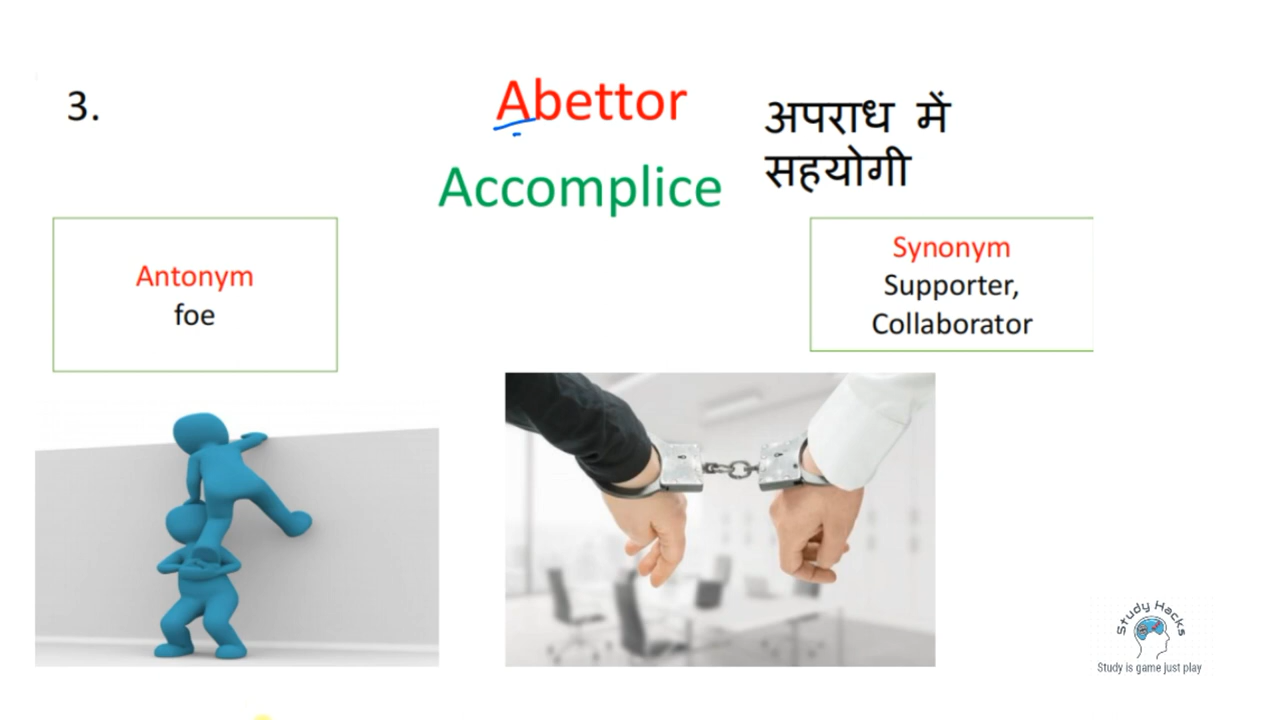 3.
Abettor
Accomplice
अपराध में
सहयोगी
Antonym
foe
Synonym
Supporter,
Collaborator
Study Hacks
Study is game just play